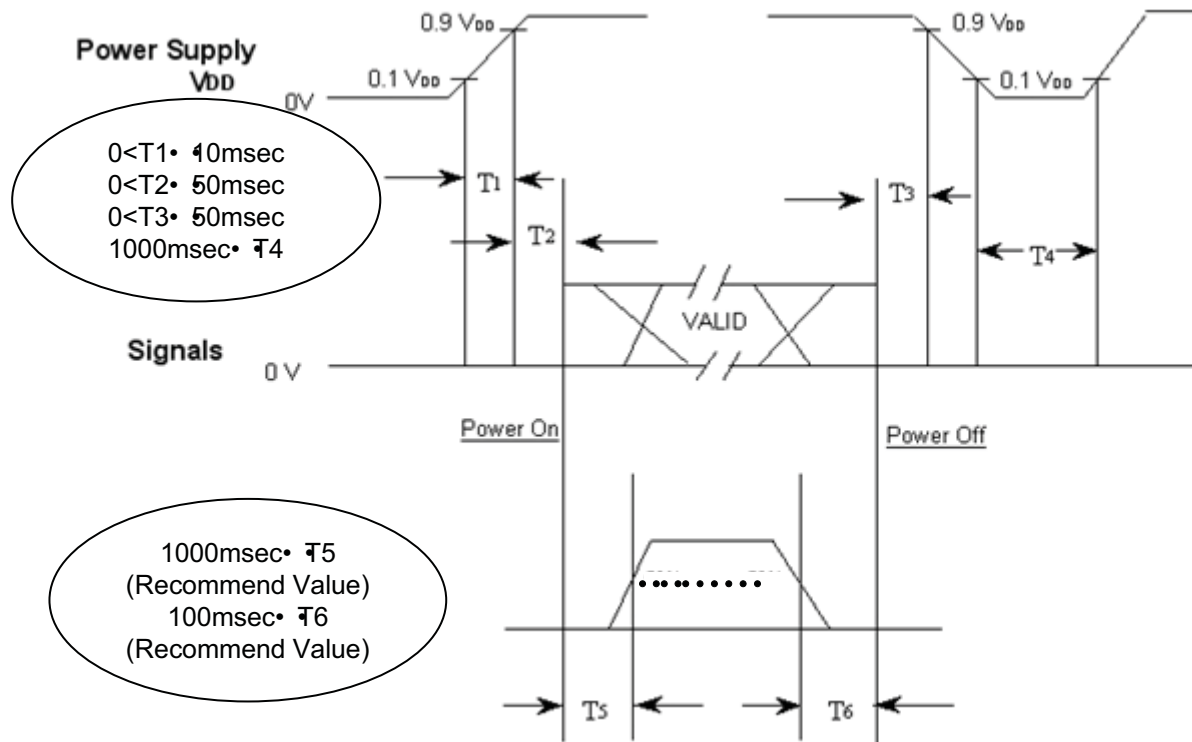 0.9 VDD
0.9 VDD
Power Supply
VDD
0.1 VDD
0.1 VDD
0V
0<T1• •10msec
0<T2• •50msec
0<T3• •50msec
1000msec• •T4
T1
T2
T3
T4
VALID
Signals
0 V
Power On
Power Off
1000msec• •T5
(Recommend Value)
100msec• •T6
(Recommend Value)
T5
T6